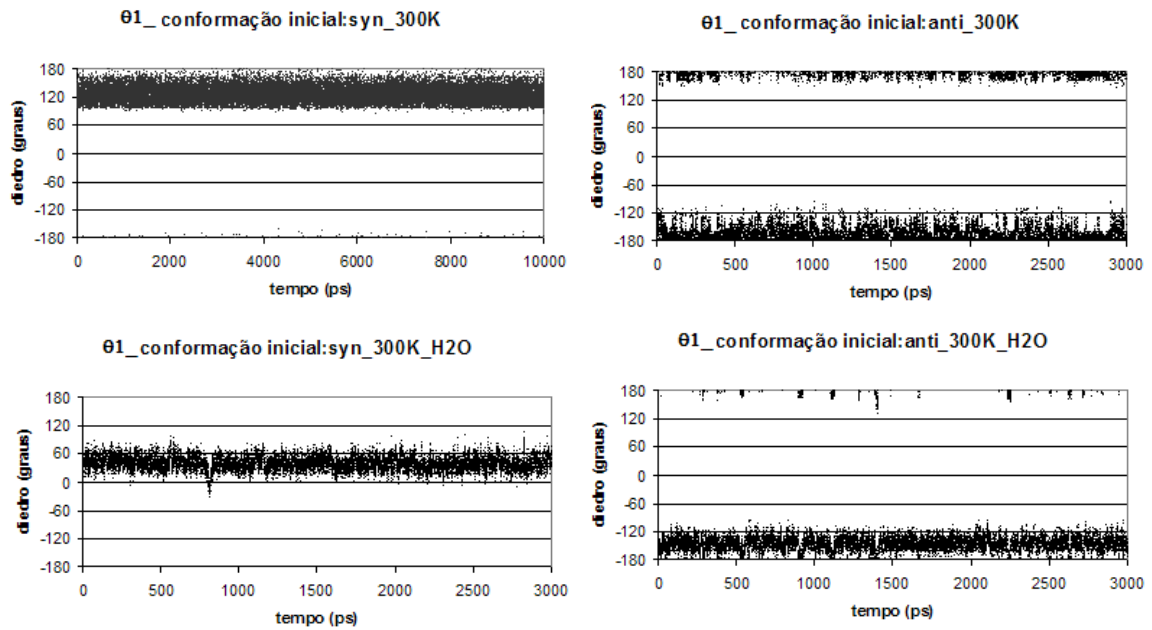 θ1_ conformação inicial:syn_300K
180
120
60
0
-60
-120
-180
diedro (graus)
0 2000 4000 6000 8000 10000
tempo (ps)
θ1_ conformação inicial:anti_300K
180
120
60
0
-60
-120
-180
diedro (graus)
0 500 1000 1500 2000 2500 3000
tempo (ps)
θ1_ conformação inicial:syn_300K_H2O
180
120
60
0
-60
-120
-180
diedro (graus)
0 500 1000 1500 2000 2500 3000
tempo (ps)
θ1_ conformação inicial:anti_300K_H2O
180
120
60
0
-60
-120
-180
diedro (graus)
0 500 1000 1500 2000 2500 3000
tempo (ps)